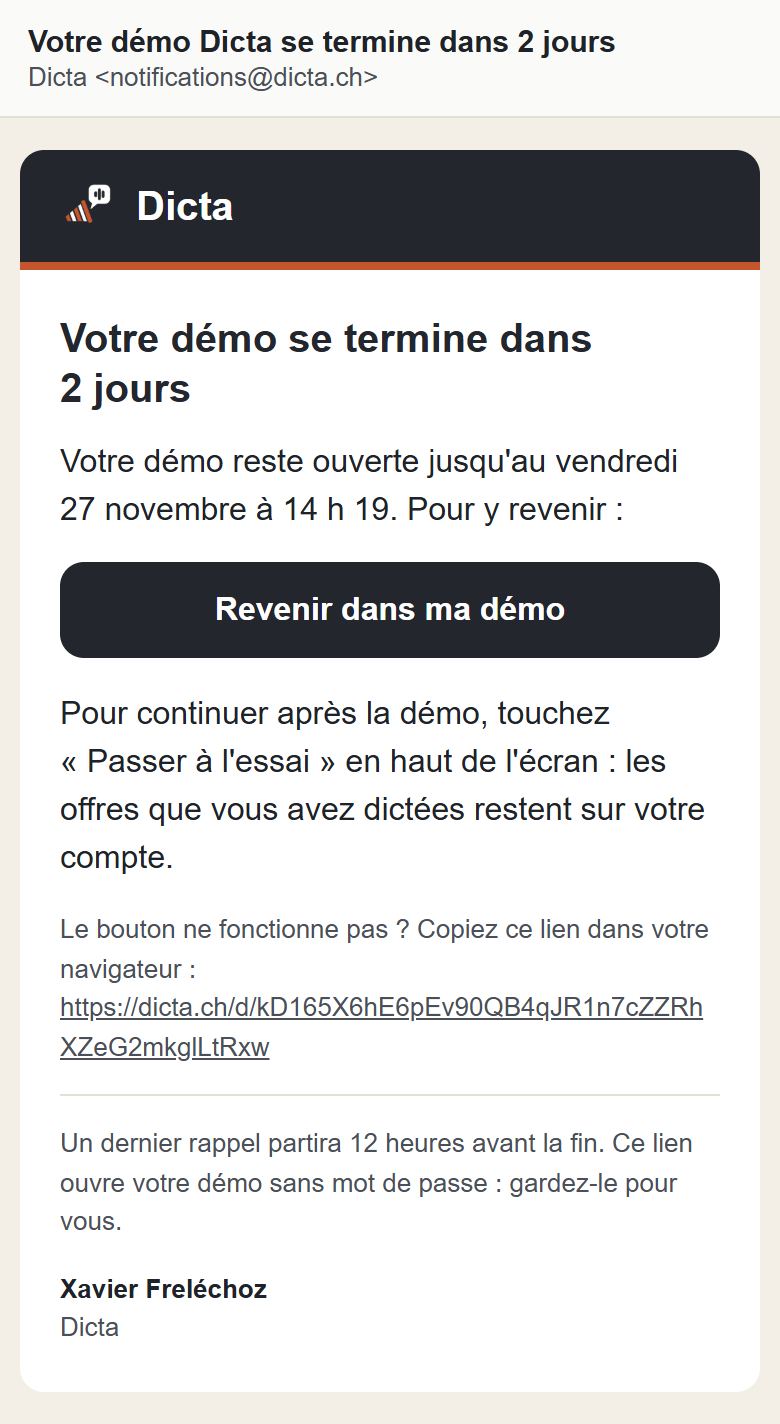 Votre démo Dicta se termine dans 2 jours
Dicta <notifications@dicta.ch>
Dicta
Votre démo se termine dans
2 jours
Votre démo reste ouverte jusqu'au vendredi
27 novembre à 14 h 19. Pour y revenir :
Revenir dans ma démo
Pour continuer après la démo, touchez
« Passer à l'essai » en haut de l'écran : les
offres que vous avez dictées restent sur votre
compte.
Le bouton ne fonctionne pas ? Copiez ce lien dans votre
navigateur :
https://dicta.ch/d/kD165X6hE6pEv90QB4qJR1n7cZZRh
XZeG2mkglLtRxw
Un dernier rappel partira 12 heures avant la fin. Ce lien
ouvre votre démo sans mot de passe : gardez-le pour
vous.
Xavier Freléchoz
Dicta